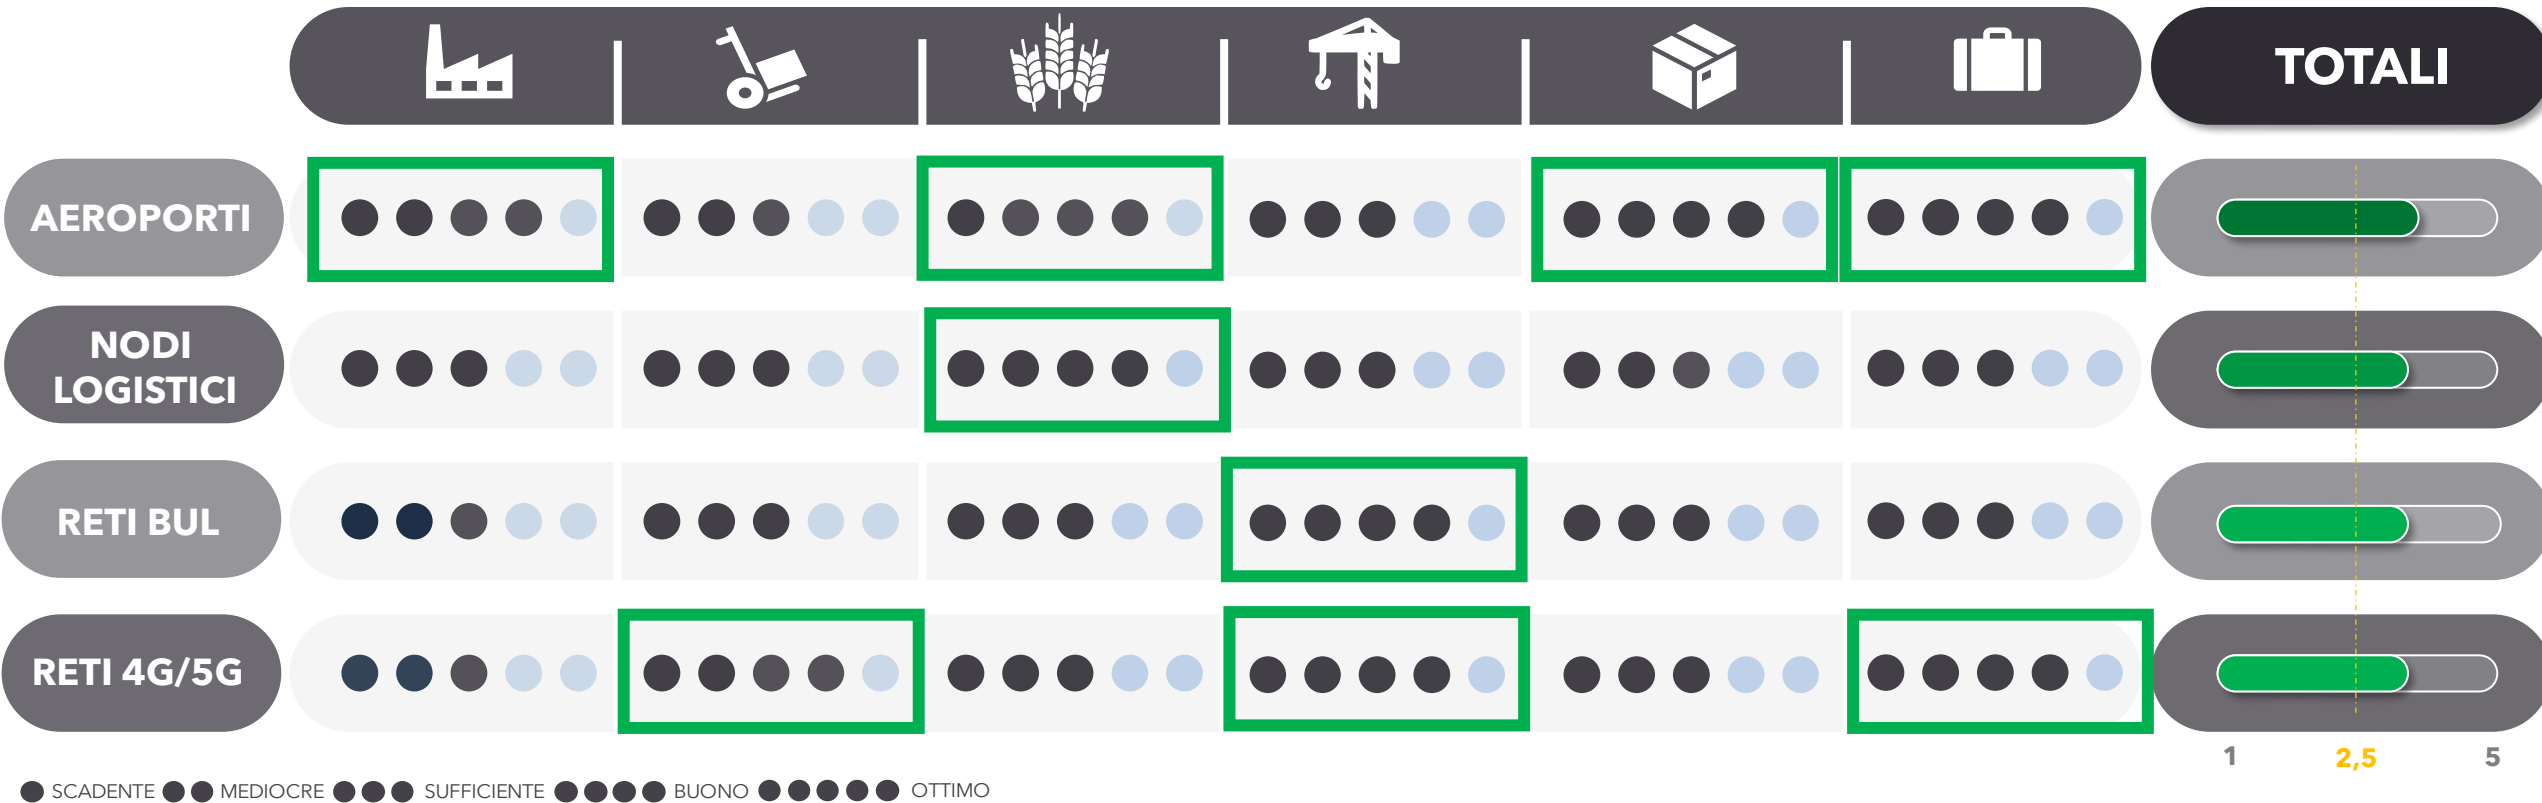 TOTALI
AEROPORTI
NODI
LOGISTICI
RETI BUL
RETI 4G/5G
1 2,5 5
SCADENTE MEDIOCRE SUFFICIENTE BUONO OTTIMO